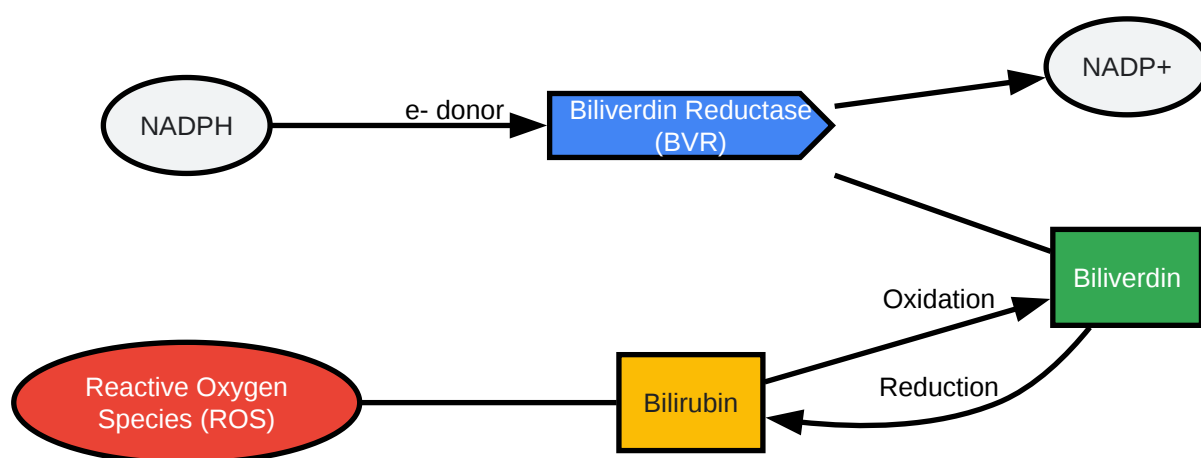 NADP+
NADPH
e- donor
Biliverdin Reductase
(BVR)
Biliverdin
Oxidation
Reduction
Reactive Oxygen
Species (ROS)
Bilirubin